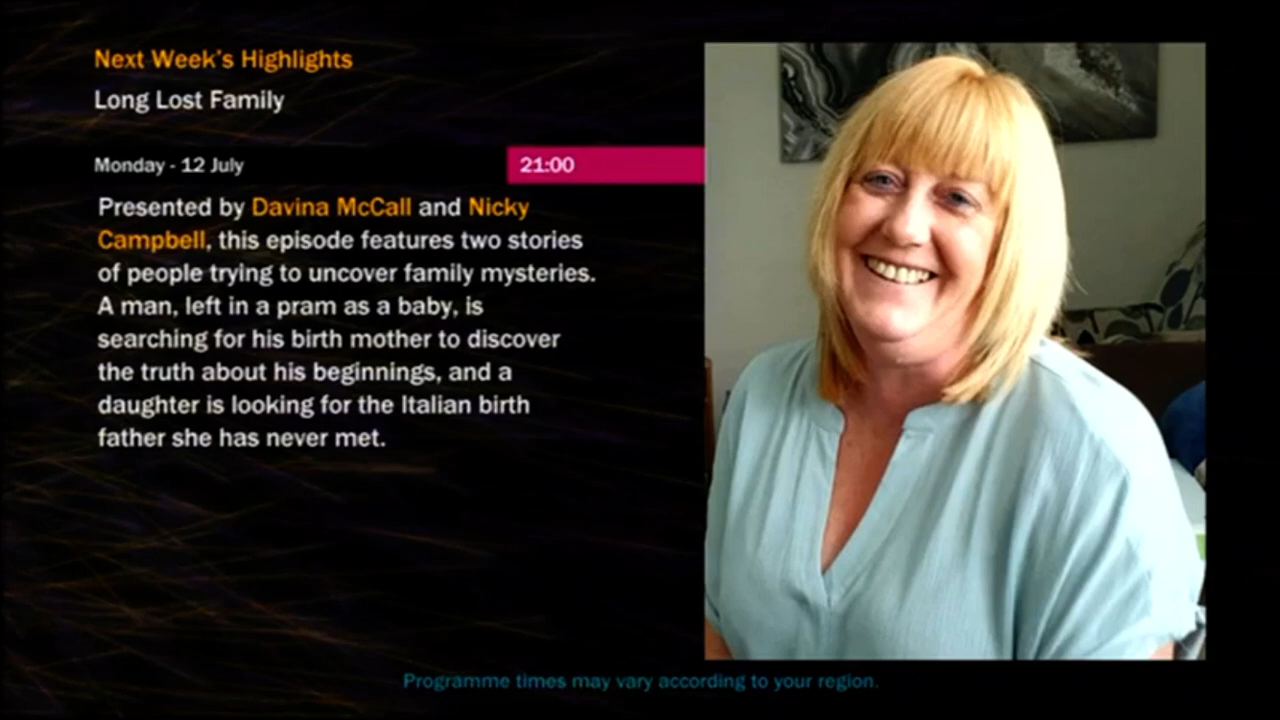 Next Week's Highlights
Long Lost Family
Monday - 12 July
21:00
Presented by Davina McCall and Nicky
Campbell, this episode features two stories
of people trying to uncover family mysteries.
A man, left in a pram as a baby, is
searching for his birth mother to discover
the truth about his beginnings, and a
daughter is looking for the Italian birth
father she has never met.
Programme times may vary according to your region.